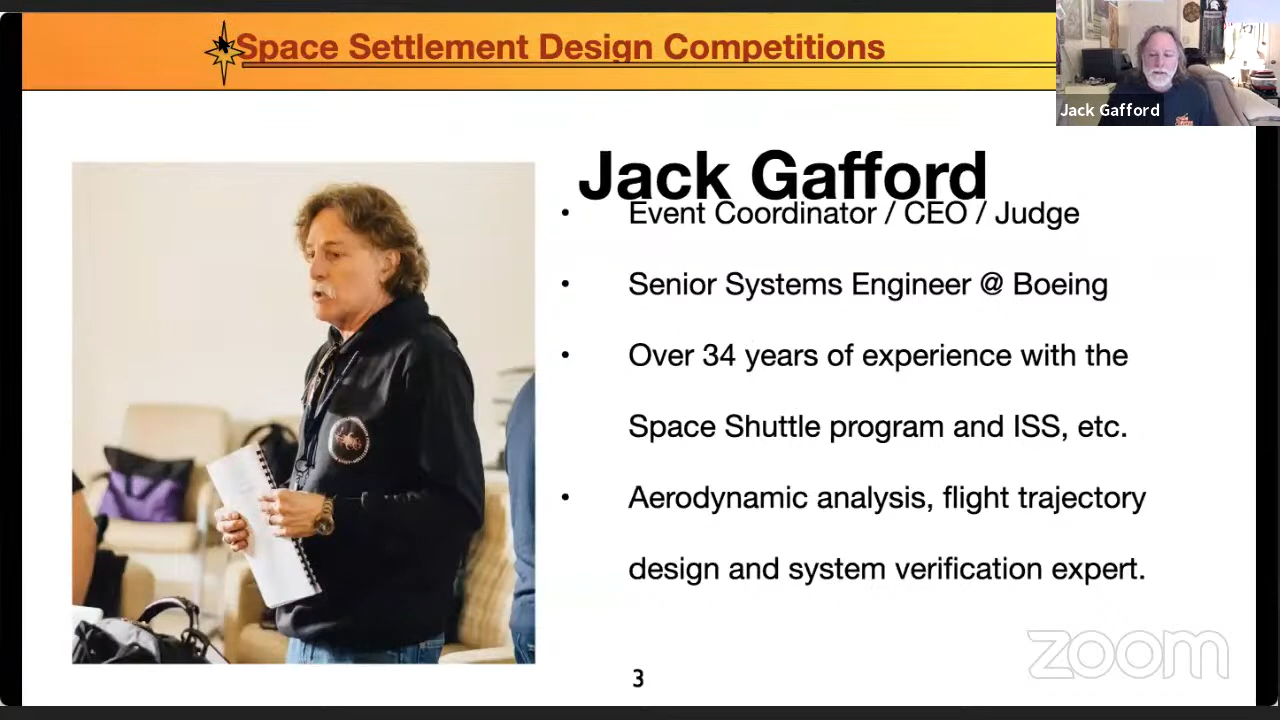 Space Settlement Design Competitions
Jack Gafford
Jack Gafford
• Event Coordinator / CEO / Judge
• Senior Systems Engineer @ Boeing
• Over 34 years of experience with the
Space Shuttle program and ISS, etc.
• Aerodynamic analysis, flight trajectory
design and system verification expert.
zoom
3